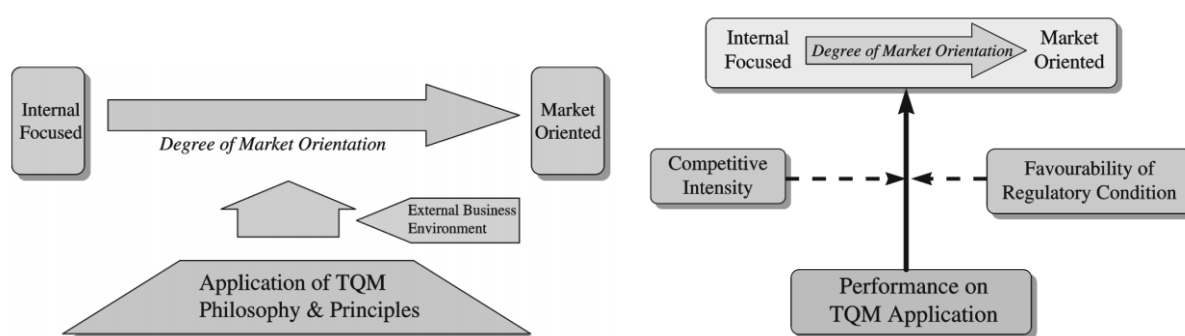 Internal
Focused
Market
Oriented
Degree of Market Orientation
External Business
Environment
Application of TQM
Philosophy & Principles
Internal
Focused
Degree of Market Orientation
Market
Oriented
Competitive
Intensity
Favourability of
Regulatory Condition
Performance on
TQM Application